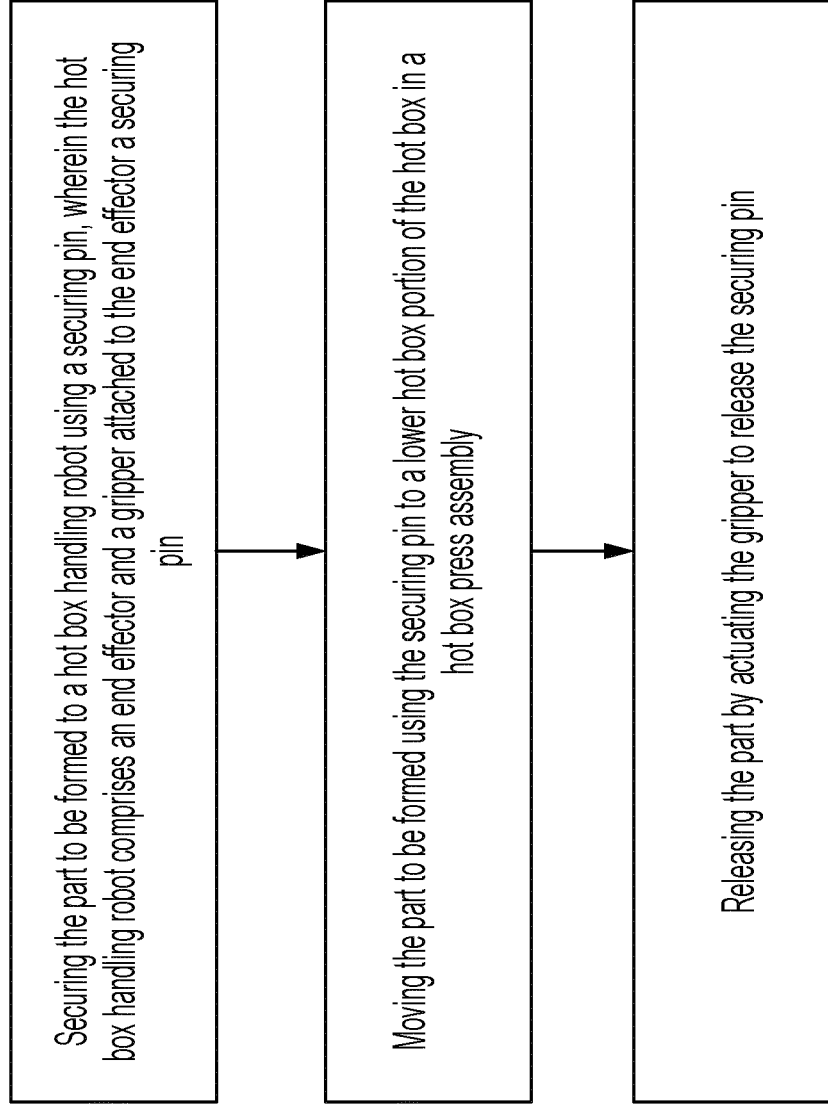 Securing the part to be formed to a hot box handling robot using a securing pin, wherein the hot
box handling robot comprises an end effector and a gripper attached to the end effector a securing
pin
Moving the part to be formed using the securing pin to a lower hot box portion of the hot box in a
hot box press assembly
Releasing the part by actuating the gripper to release the securing pin